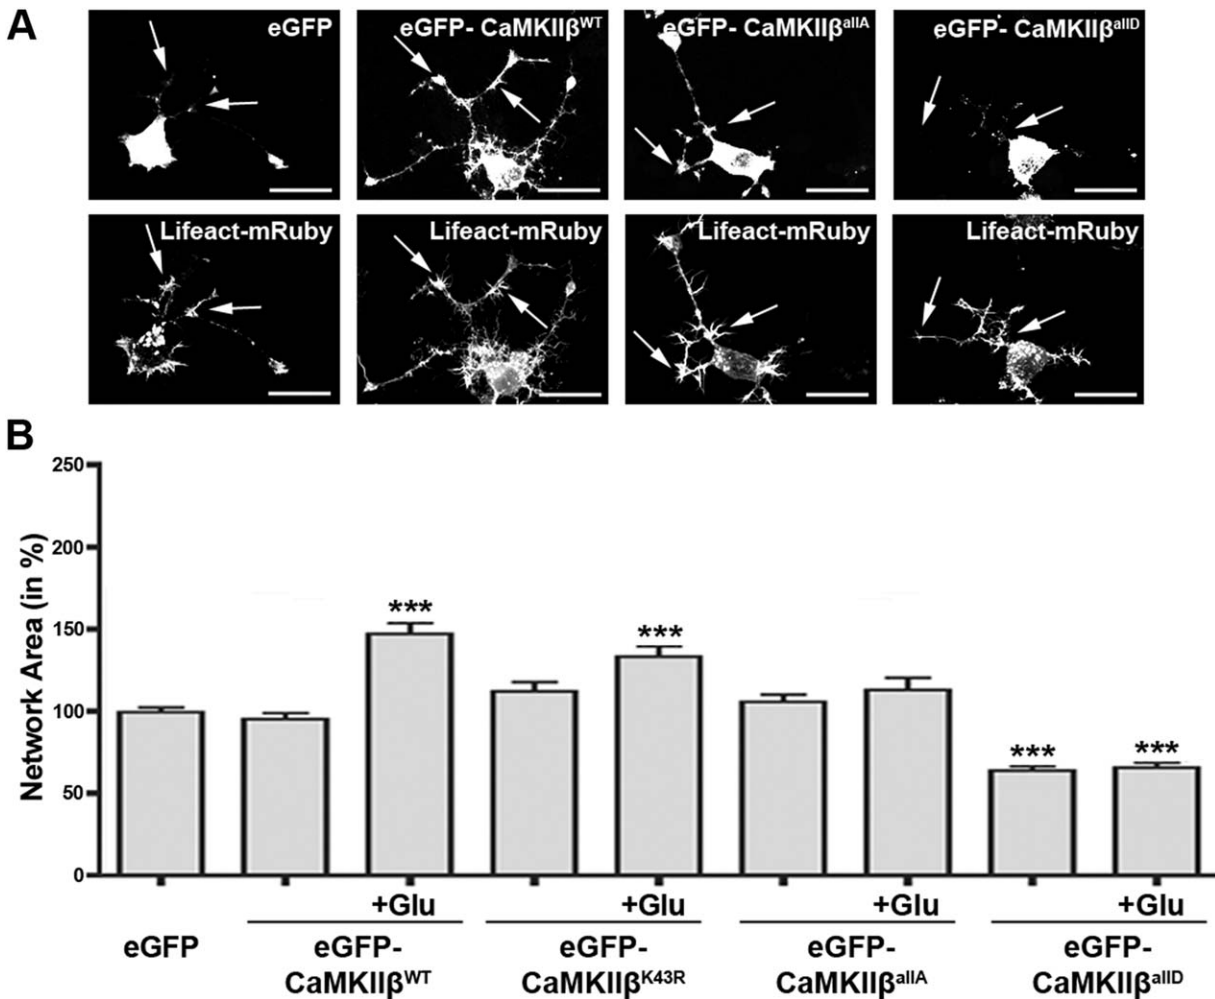 A
eGFP
eGFP- CaMKIIβWT
eGFP- CaMKIIβallA
eGFP- CaMKIIβallD
Lifeact-mRuby
Lifeact-mRuby
Lifeact-mRuby
Lifeact-mRuby
B
Network Area (in %)
250
200
150
100
50
0
***
***
***
***
+Glu
+Glu
+Glu
+Glu
eGFP
eGFP-
CaMKIIβWT
eGFP-
CaMKIIβK43R
eGFP-
CaMKIIβallA
eGFP-
CaMKIIβallD